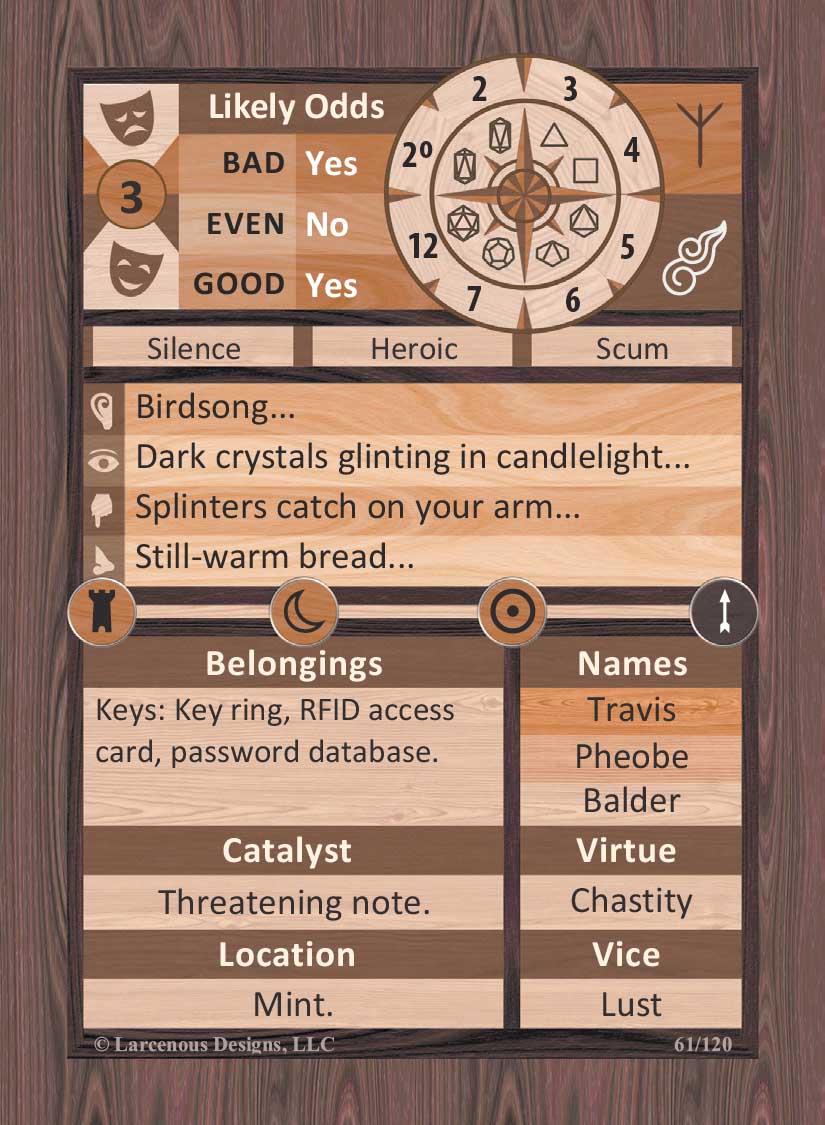 Likely Odds
3
BAD Yes
EVEN No
GOOD Yes
2
3
4
5
6
7
12
2º
Silence
Heroic
Scum
Birdsong...
Dark crystals glinting in candlelight...
Splinters catch on your arm...
Still-warm bread...
Belongings
Keys: Key ring, RFID access
card, password database.
Names
Travis
Pheobe
Balder
Catalyst
Threatening note.
Virtue
Chastity
Location
Mint.
Vice
Lust
© Larcenous Designs, LLC
61/120